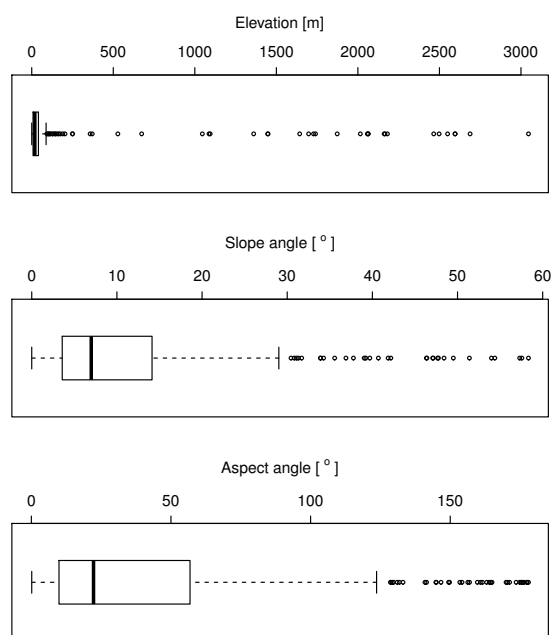 Elevation [m]
0 500 1000 1500 2000 2500 3000
Slope angle [ ° ]
0 10 20 30 40 50 60
Aspect angle [ ° ]
0 50 100 150